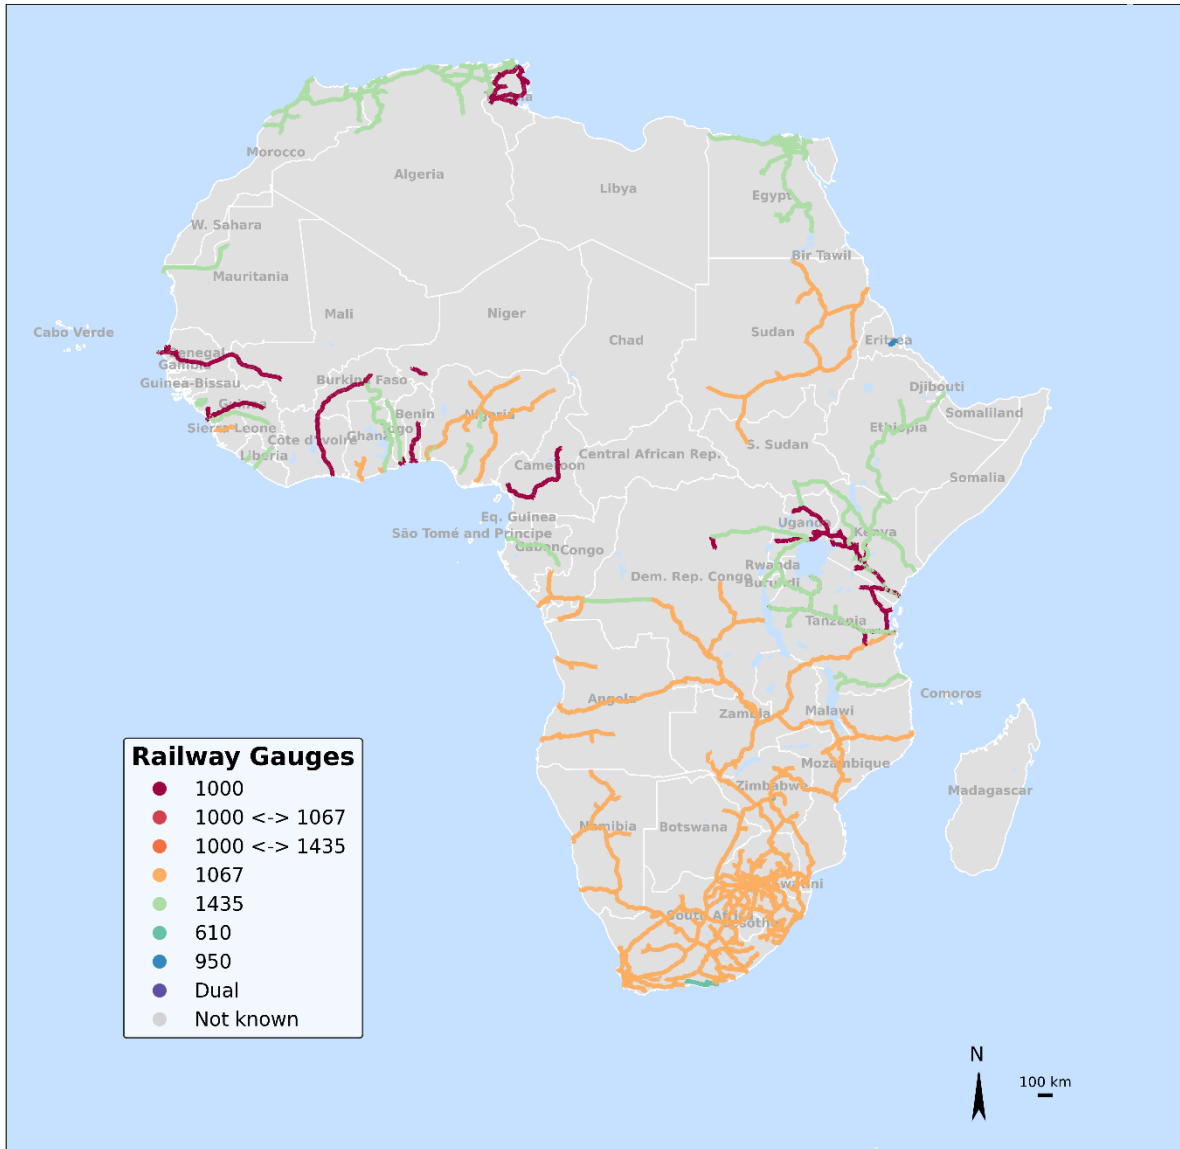 Tunisia
Morocco
Algeria
Libya
Egypt
W. Sahara
Bir Tawil
Mauritania
Mali
Niger
Chad
Sudan
Eritrea
Cabo Verde
Senegal
Gambia
Guinea-Bissau
Guinea
Burkina Faso
Benin
Nigeria
Djibouti
Somaliland
Sierra Leone
Côte d'Ivoire
Ghana
Togo
Ethiopia
Liberia
Cameroon
Central African Rep.
S. Sudan
Somalia
Eq. Guinea
São Tomé and Principe
Gabon
Congo
Uganda
Kenya
Dem. Rep. Congo
Rwanda
Burundi
Tanzania
Comoros
Angola
Zambia
Malawi
Mozambique
Zimbabwe
Madagascar
Namibia
Botswana
eSwatini
South Africa
Lesotho
Railway Gauges
1000
1000 <-> 1067
1000 <-> 1435
1067
1435
610
950
Dual
Not known
N
100 km